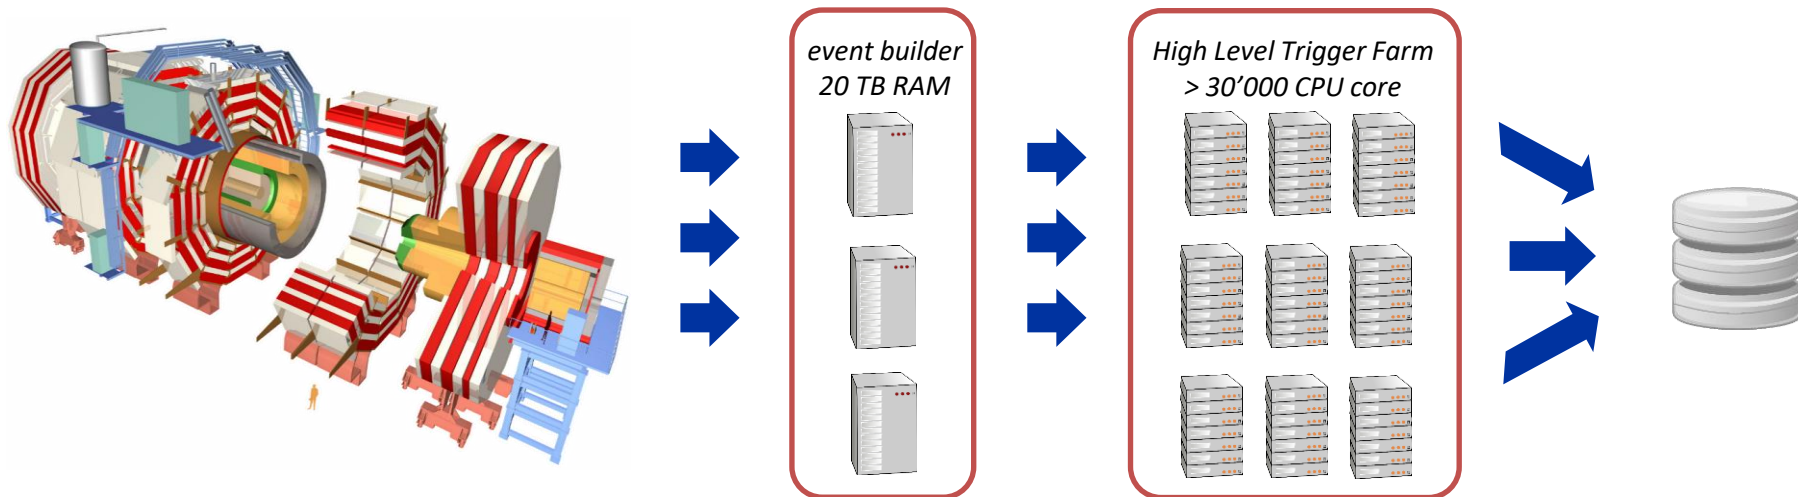 event builder
20 TB RAM
High Level Trigger Farm
> 30’000 CPU core